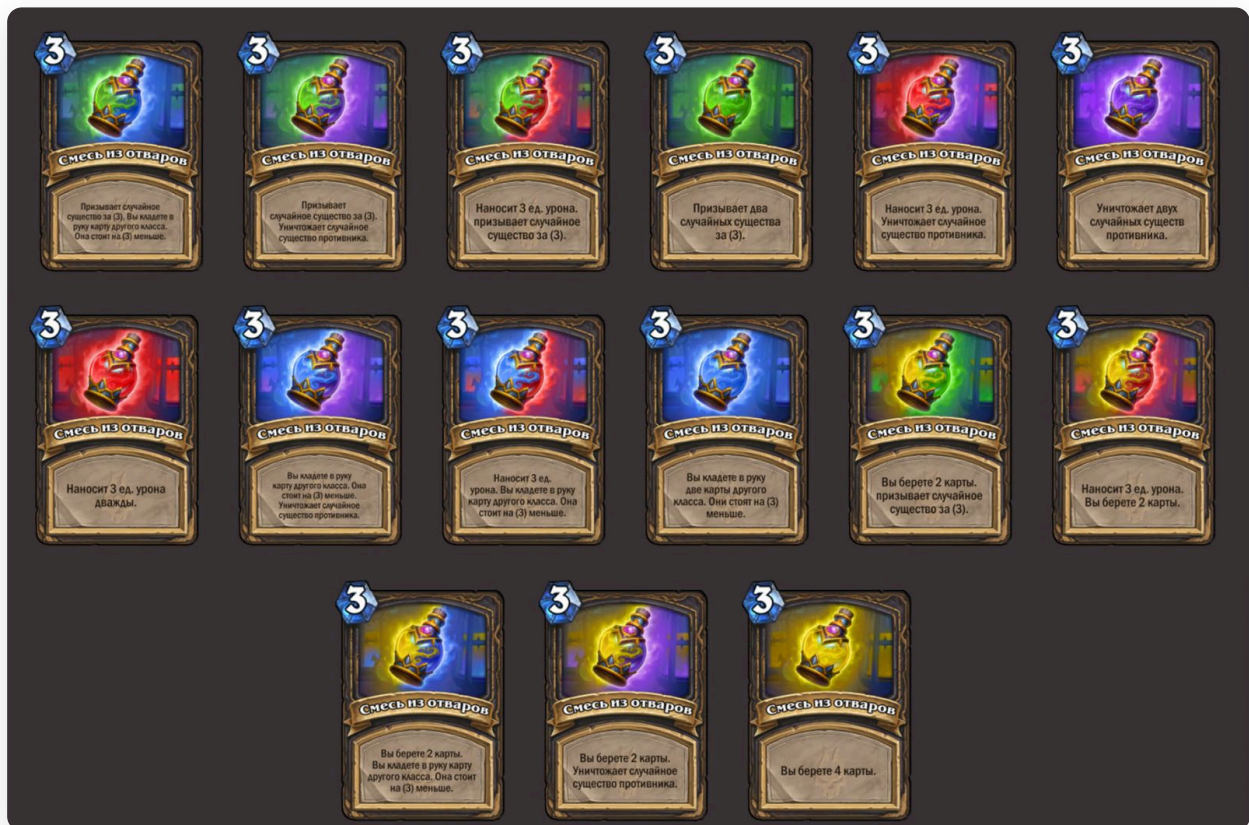 3
Смесь из отваров
Призывает случайное
существо за (3). Вы кладете в
руку карту другого класса.
Она стоит на (3) меньше.
3
Смесь из отваров
Призывает
случайное существо за (3).
Уничтожает случайное
существо противника.
3
Смесь из отваров
Наносит 3 ед. урона.
призывает случайное
существо за (3).
3
Смесь из отваров
Призывает два
случайных существа
за (3).
3
Смесь из отваров
Наносит 3 ед. урона.
Уничтожает случайное
существо противника.
3
Смесь из отваров
Уничтожает двух
случайных существ
противника.
3
Смесь из отваров
Наносит 3 ед. урона
дважды.
3
Смесь из отваров
Вы кладете в руку
карту другого класса. Она
стоит на (3) меньше.
Уничтожает случайное
существо противника.
3
Смесь из отваров
Наносит 3 ед.
урона. Вы кладете в руку
карту другого класса. Она
стоит на (3) меньше.
3
Смесь из отваров
Вы кладете в руку
две карты другого
класса. Они стоят на (3)
меньше.
3
Смесь из отваров
Вы берете 2 карты.
призывает случайное
существо за (3).
3
Смесь из отваров
Наносит 3 ед. урона.
Вы берете 2 карты.
3
Смесь из отваров
Вы берете 2 карты.
Вы кладете в руку карту
другого класса. Она стоит
на (3) меньше.
3
Смесь из отваров
Вы берете 2 карты.
Уничтожает случайное
существо противника.
3
Смесь из отваров
Вы берете 4 карты.